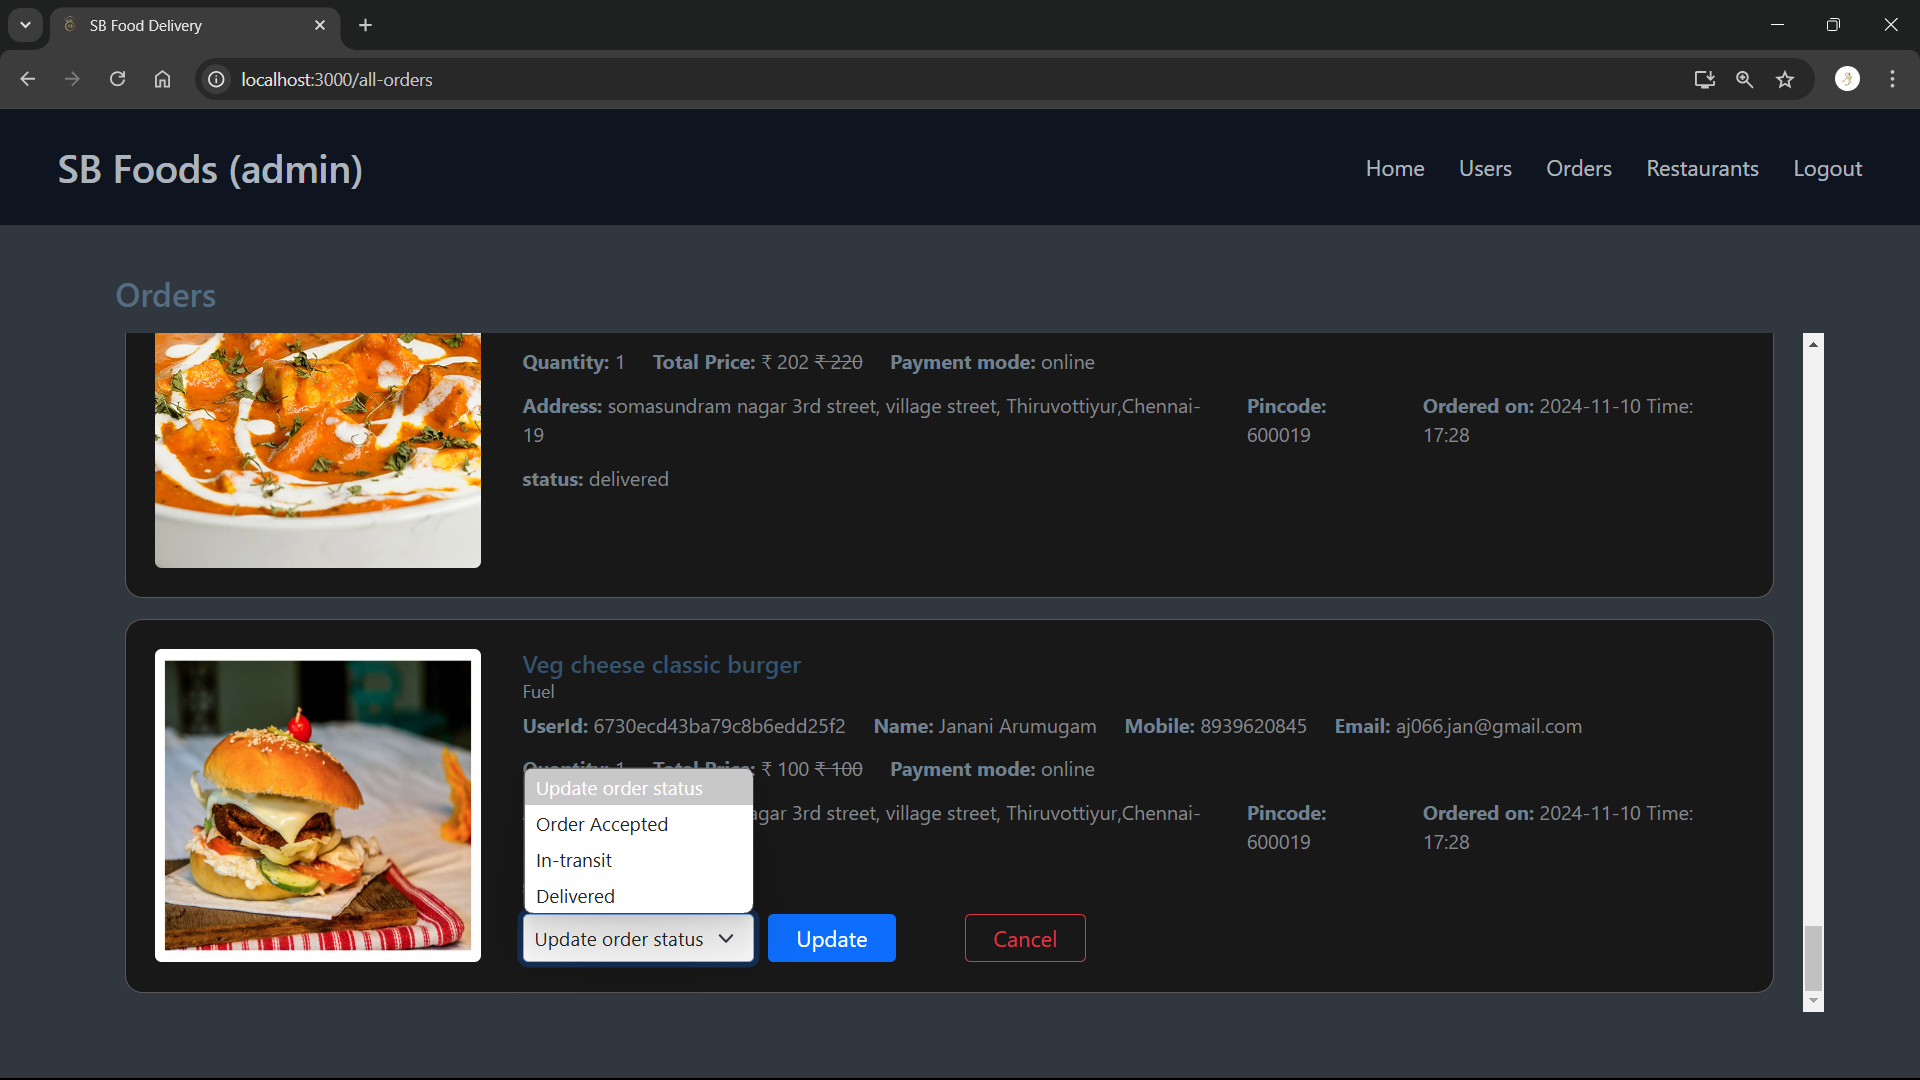 SB Food Delivery
localhost:3000/all-orders
SB Foods (admin)
Home Users Orders Restaurants Logout
Orders
Quantity: 1 Total Price: ₹ 202 ₹ 220 Payment mode: online
Address: somasundram nagar 3rd street, village street, Thiruvottiyur,Chennai-
19
Pincode:
600019
Ordered on: 2024-11-10 Time:
17:28
status: delivered
Veg cheese classic burger
Fuel
UserId: 6730ecd43ba79c8b6edd25f2 Name: Janani Arumugam Mobile: 8939620845 Email: aj066.jan@gmail.com
Quantity: 1 Total Price: ₹ 100 ₹ 100 Payment mode: online
agar 3rd street, village street, Thiruvottiyur,Chennai-
Pincode:
600019
Ordered on: 2024-11-10 Time:
17:28
Update order status
Order Accepted
In-transit
Delivered
Update order status Update Cancel